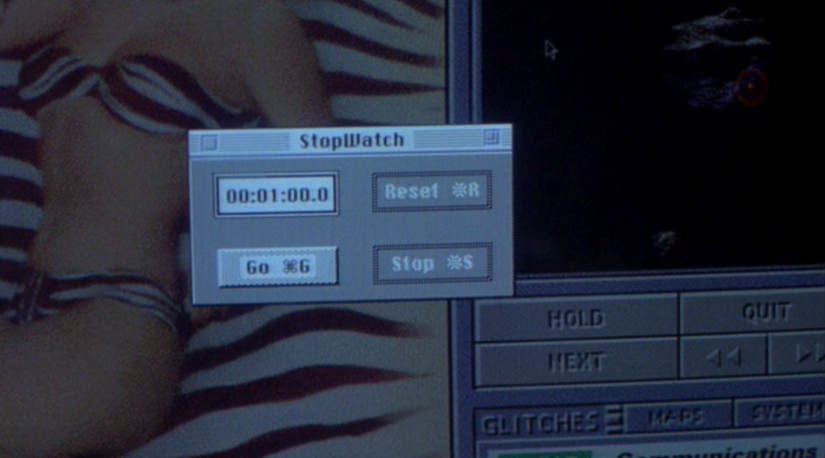 StopWatch
00:01:00.0
Reset ⌘R
Go ⌘G
Stop ⌘S
HOLD
QUIT
NEXT
GLITCHES
MAPS
SYSTEM
Communications